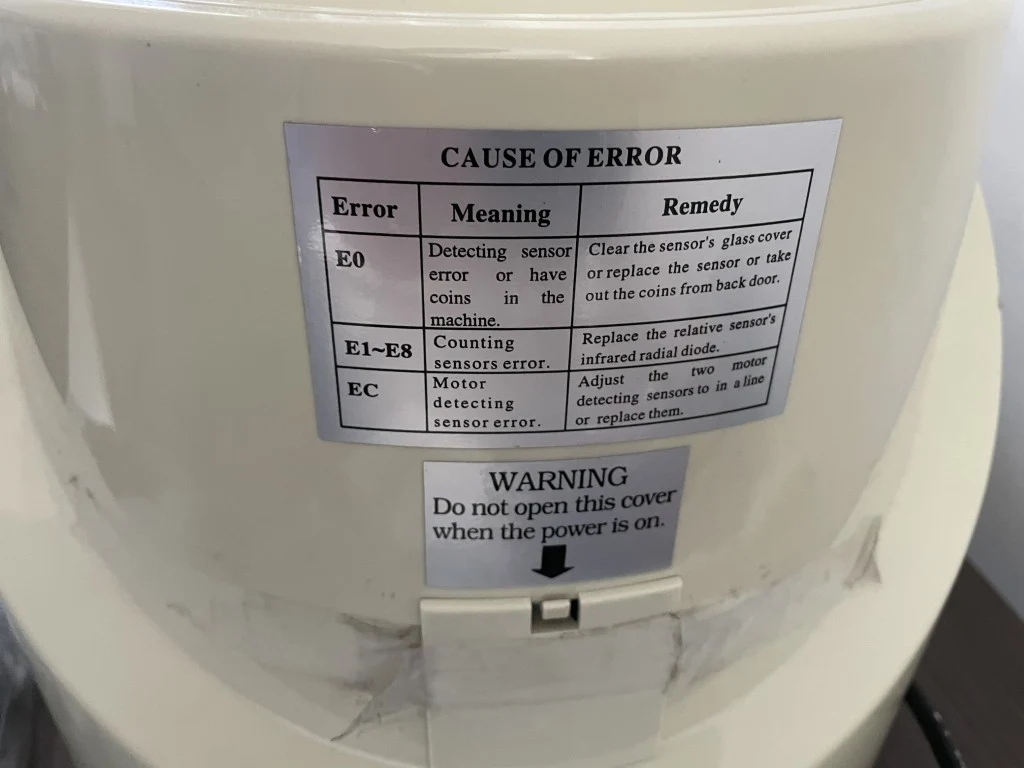 CAUSE OF ERROR
Error Meaning Remedy
E0
Detecting sensor
error or have
coins in the
machine.
Clear the sensor's glass cover
or replace the sensor or take
out the coins from back door.
E1~E8
Counting
sensors error.
Replace the relative sensor's
infrared radial diode.
EC
Motor
detecting
sensor error.
Adjust the two motor
detecting sensors to in a line
or replace them.
WARNING
Do not open this cover
when the power is on.